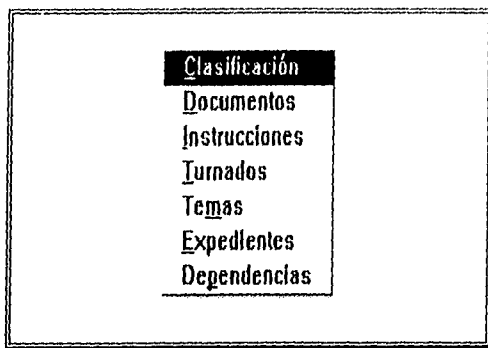 Clasificación
Documentos
Instrucciones
Turnados
Temas
Expedientes
Dependencias